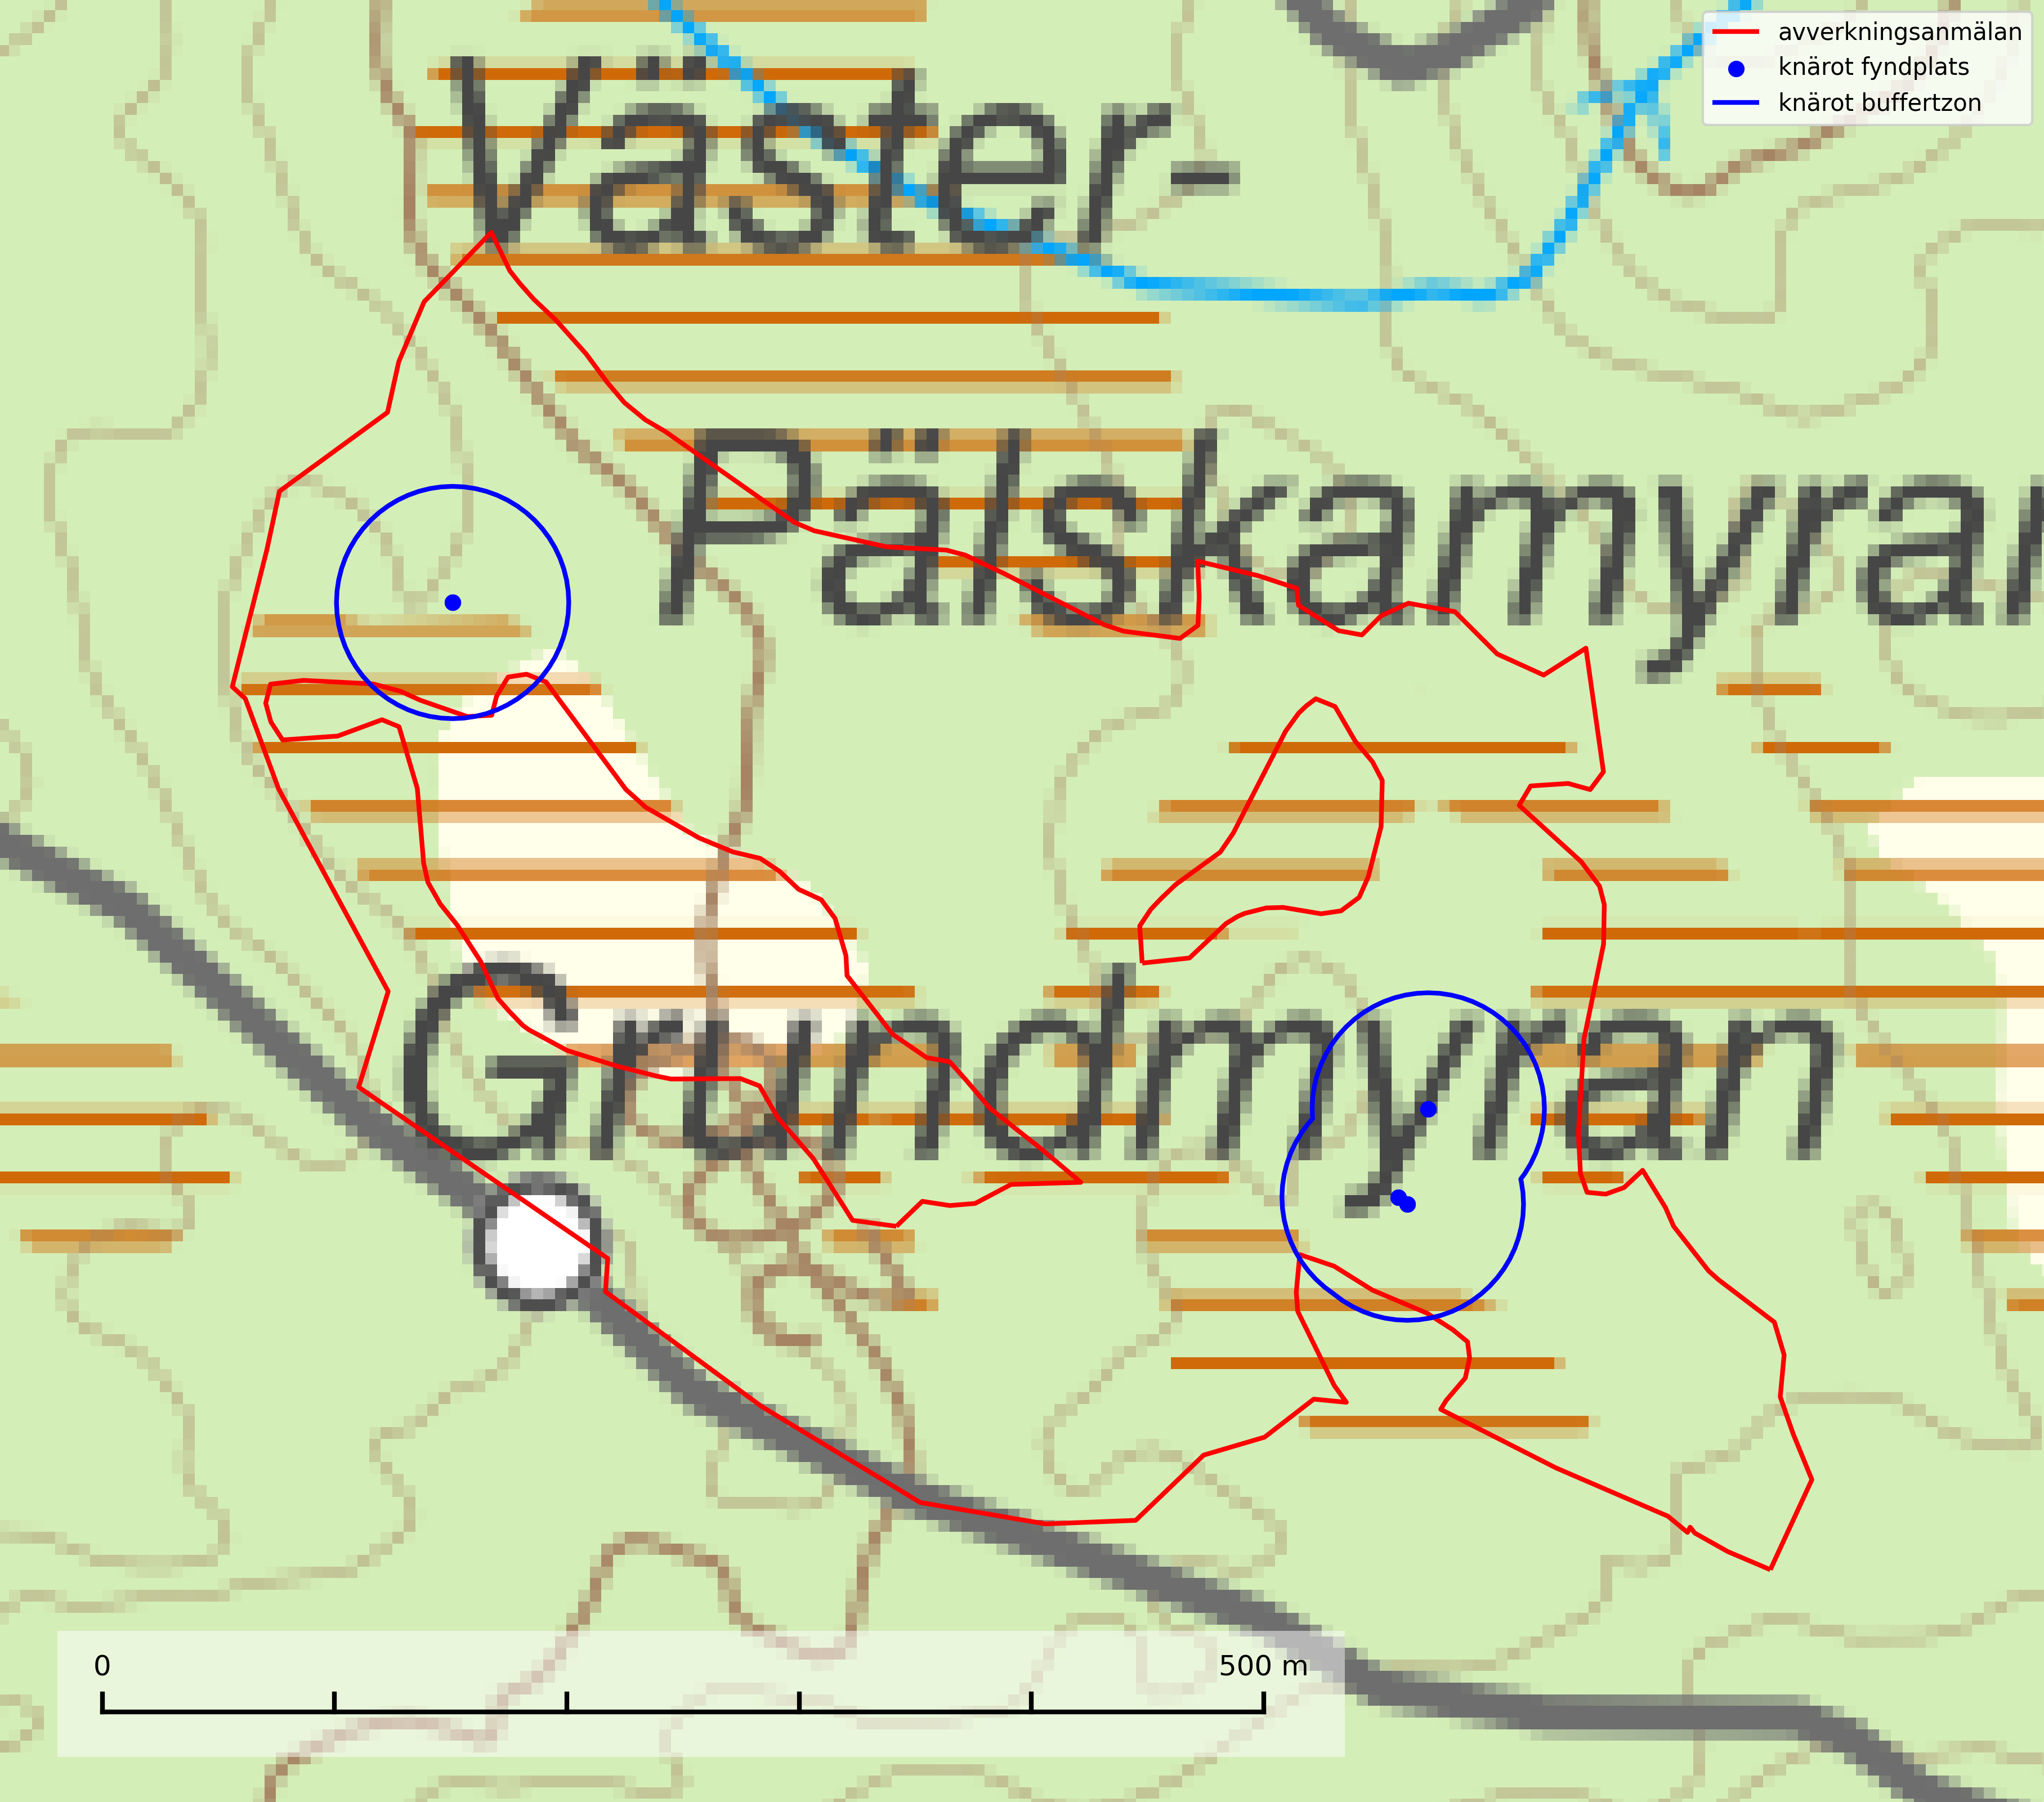 avverkningsanmälan
knärot fyndplats
knärot buffertzon
Väster-
Pälskamyran
Grundmyran
0 500 m